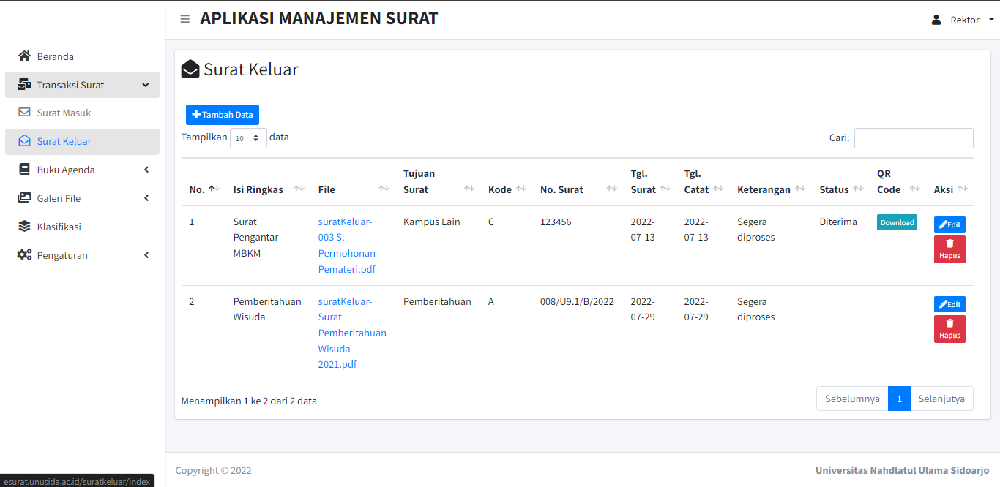 APLIKASI MANAJEMEN SURAT
Rektor
Beranda
Transaksi Surat
Surat Masuk
Surat Keluar
Buku Agenda
Galeri File
Klasifikasi
Pengaturan
Surat Keluar
Tambah Data
Tampilkan 10 data
Cari:
No. Isi Ringkas File Tujuan Surat Kode No. Surat Tgl. Surat Tgl. Catat Keterangan Status QR Code Aksi
1 Surat Pengantar MBKM suratKeluar-003 S. Permohonan Pemateri.pdf Kampus Lain C 123456 2022-07-13 2022-07-13 Segera diproses Diterima Download Edit Hapus
2 Pemberitahuan Wisuda suratKeluar-Surat Pemberitahuan Wisuda 2021.pdf Pemberitahuan A 008/U9.1/B/2022 2022-07-29 2022-07-29 Segera diproses Edit Hapus
Menampilkan 1 ke 2 dari 2 data
Sebelumnya 1 Selanjutya
Copyright © 2022
Universitas Nahdlatul Ulama Sidoarjo
esurat.unusida.ac.id/suratkeluar/index